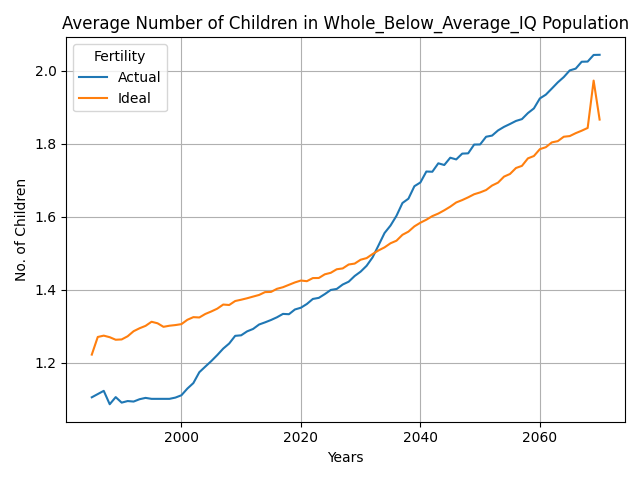 Average Number of Children in Whole_Below_Average_IQ Population
Fertility
Actual
Ideal
No. of Children
2.0
1.8
1.6
1.4
1.2
2000
2020
2040
2060
Years